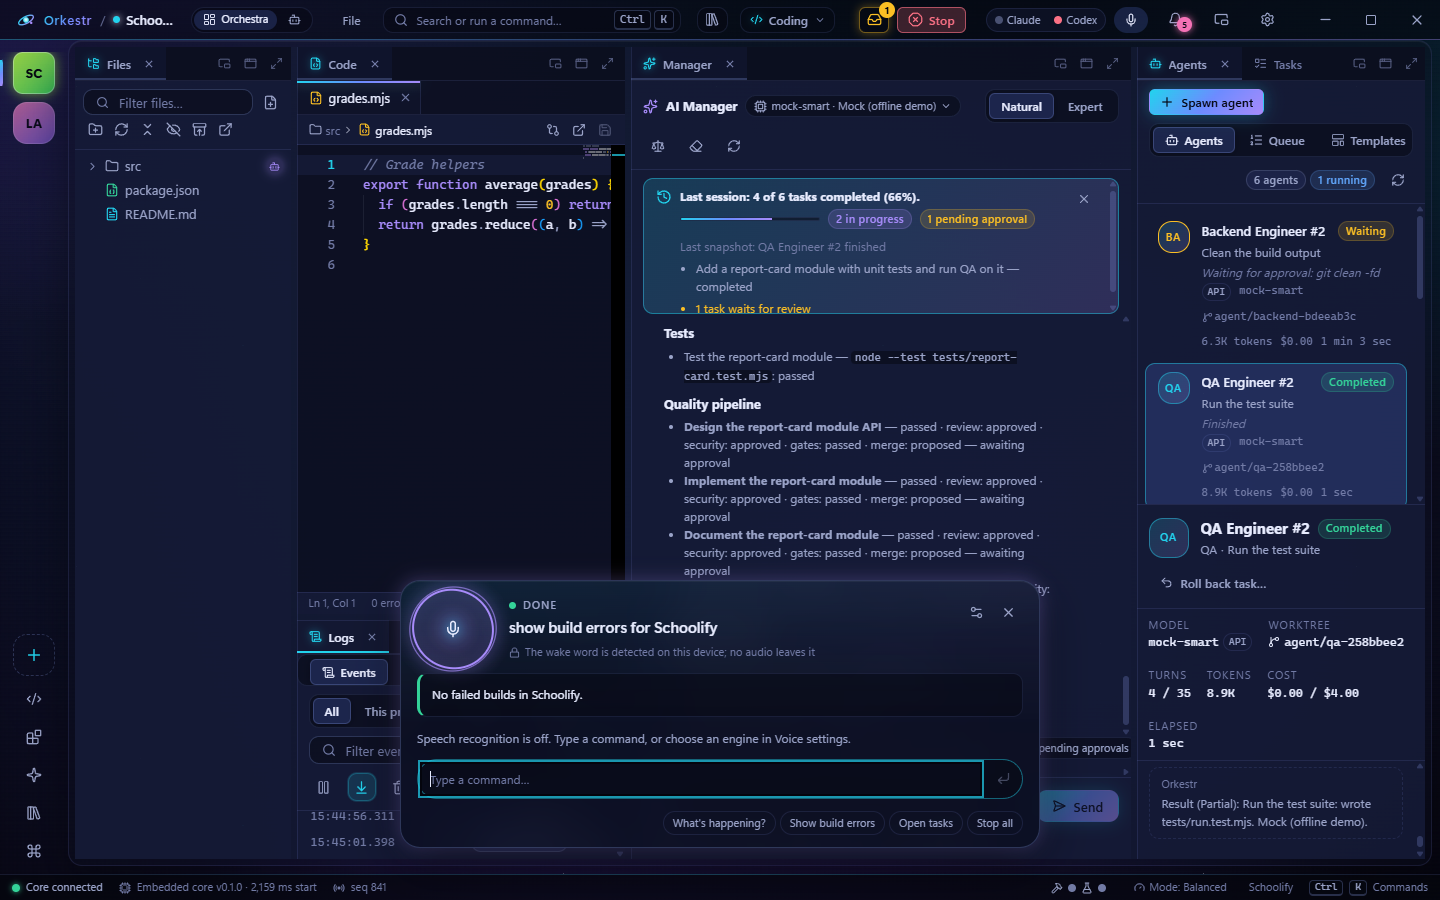 Orkestr / Schoo...
Orchestra
File
Search or run a command...
Ctrl K
Coding
1
Stop
Claude Codex
5
SC
LA
Files
Filter files...
src
package.json
README.md
Code
grades.mjs
src > grades.mjs
1 // Grade helpers
2 export function average(grades) {
3 if (grades.length === 0) return
4 return grades.reduce((a, b) =>
5 }
6
Ln 1, Col 1 0 erro
Logs
Events
All This pr
Filter ever
15:44:56.311
15:45:01.398
Manager
AI Manager
mock-smart · Mock (offline demo)
Natural Expert
Last session: 4 of 6 tasks completed (66%).
2 in progress 1 pending approval
Last snapshot: QA Engineer #2 finished
• Add a report-card module with unit tests and run QA on it —
completed
• 1 task waits for review
Tests
• Test the report-card module — node --test tests/report-
card.test.mjs : passed
Quality pipeline
• Design the report-card module API — passed · review: approved ·
security: approved · gates: passed · merge: proposed — awaiting
approval
• Implement the report-card module — passed · review: approved ·
security: approved · gates: passed · merge: proposed — awaiting
approval
• Document the report-card module — passed · review: approved ·
security: approved · gates: passed · merge: proposed — awaiting
approval
ity:
pending approvals
Send
DONE
show build errors for Schoolify
The wake word is detected on this device; no audio leaves it
No failed builds in Schoolify.
Speech recognition is off. Type a command, or choose an engine in Voice settings.
Type a command...
What's happening?
Show build errors
Open tasks
Stop all
Agents
Tasks
Spawn agent
Agents Queue Templates
6 agents 1 running
BA
Backend Engineer #2 Waiting
Clean the build output
Waiting for approval: git clean -fd
API mock-smart
agent/backend-bdeeab3c
6.3K tokens $0.00 1 min 3 sec
QA
QA Engineer #2 Completed
Run the test suite
Finished
API mock-smart
agent/qa-258bbee2
8.9K tokens $0.00 1 sec
QA
QA Engineer #2 Completed
QA · Run the test suite
Roll back task...
MODEL WORKTREE
mock-smart API agent/qa-258bbee2
TURNS TOKENS COST
4 / 35 8.9K $0.00 / $4.00
ELAPSED
1 sec
Orkestr
Result (Partial): Run the test suite: wrote
tests/run.test.mjs. Mock (offline demo).
Core connected
Embedded core v0.1.0 · 2,159 ms start
seq 841
Mode: Balanced
Schoolify
Ctrl K Commands